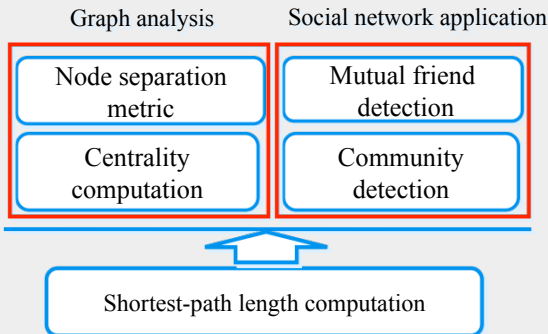 Graph analysis
Social network application
Node separation
metric
Mutual friend
detection
Centrality
computation
Community
detection
Shortest-path length computation